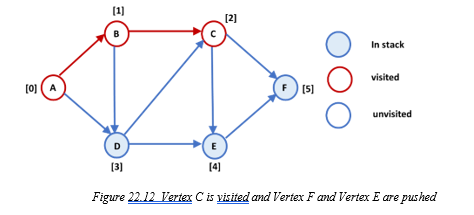 [1]
[2]
B
C
In stack
[0]
A
F
[5]
visited
unvisited
D
E
[3]
[4]
Figure 22.12 Vertex C is visited and Vertex F and Vertex E are pushed